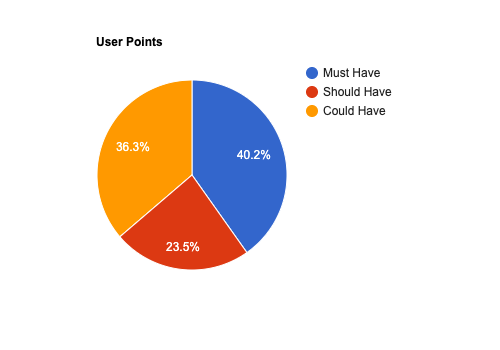 User Points
Must Have
Should Have
Could Have
36.3%
40.2%
23.5%